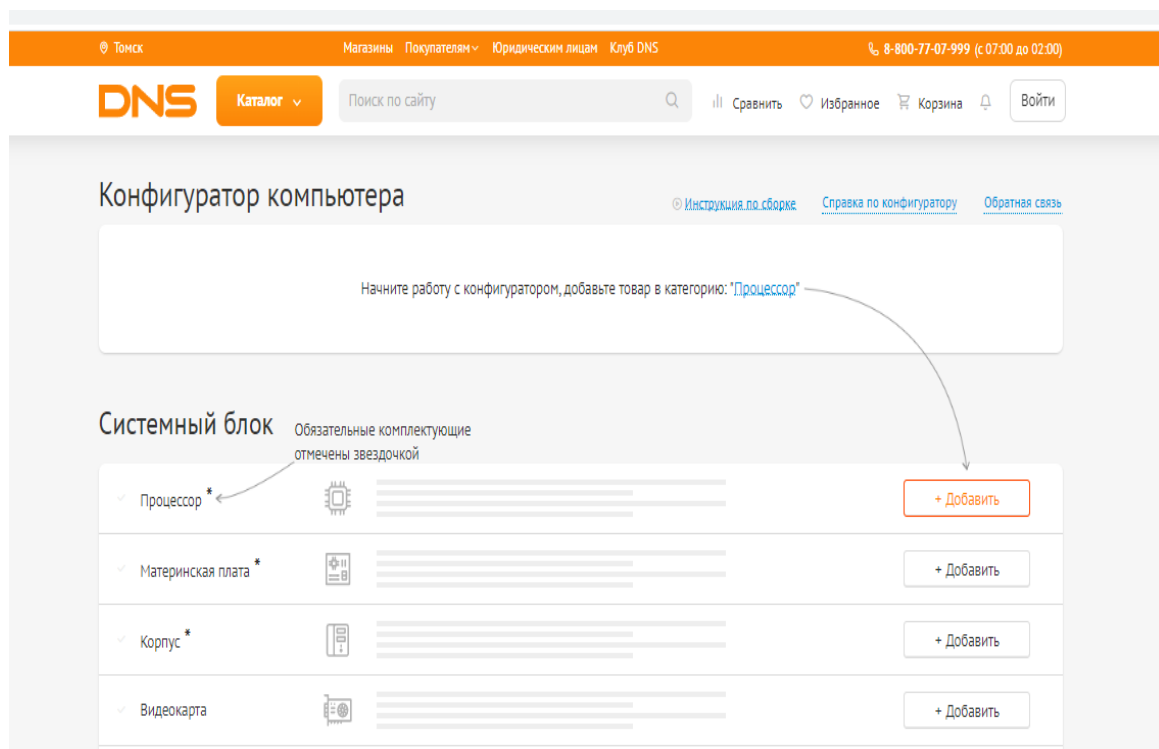 Томск Магазины Покупателям Юридическим лицам Клуб DNS 8-800-77-07-999 (с 07:00 до 02:00)
DNS Каталог Поиск по сайту Сравнить Избранное Корзина Войти
Конфигуратор компьютера Инструкция по сборке Справка по конфигуратору Обратная связь
Начните работу с конфигуратором, добавьте товар в категорию: "Процессор"
Системный блок
Обязательные комплектующие
отмечены звездочкой
Процессор * + Добавить
Материнская плата * + Добавить
Корпус * + Добавить
Видеокарта + Добавить